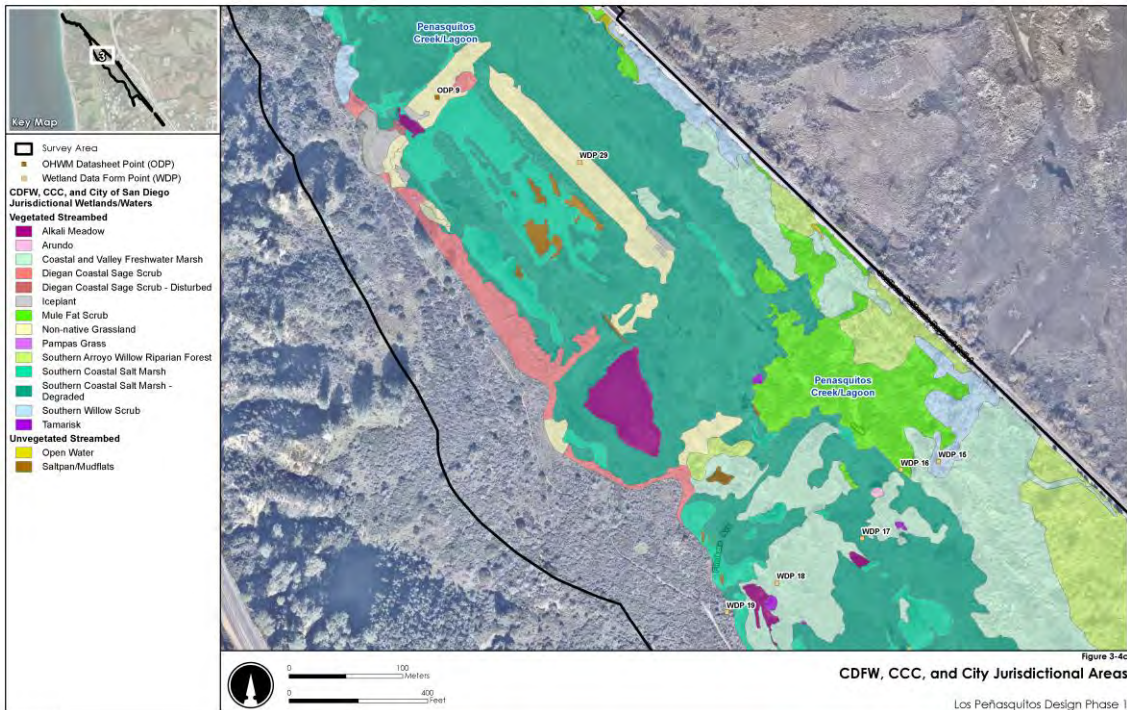 Key Map
3
Survey Area
OHWM Datasheet Point (ODP)
Wetland Data Form Point (WDP)
CDFW, CCC, and City of San Diego
Jurisdictional Wetlands/Waters
Vegetated Streambed
Alkali Meadow
Arundo
Coastal and Valley Freshwater Marsh
Diegan Coastal Sage Scrub
Diegan Coastal Sage Scrub - Disturbed
Iceplant
Mule Fat Scrub
Non-native Grassland
Pampas Grass
Southern Arroyo Willow Riparian Forest
Southern Coastal Salt Marsh
Southern Coastal Salt Marsh -
Degraded
Southern Willow Scrub
Tamarisk
Unvegetated Streambed
Open Water
Saltpan/Mudflats
Penasquitos
Creek/Lagoon
ODP 9
WDP 29
Penasquitos
Creek/Lagoon
WDP 16
WDP 15
WDP 17
WDP 18
WDP 19
0
100
Meters
0
400
Feet
Figure 3-4c
CDFW, CCC, and City Jurisdictional Areas
Los Peñasquitos Design Phase 1